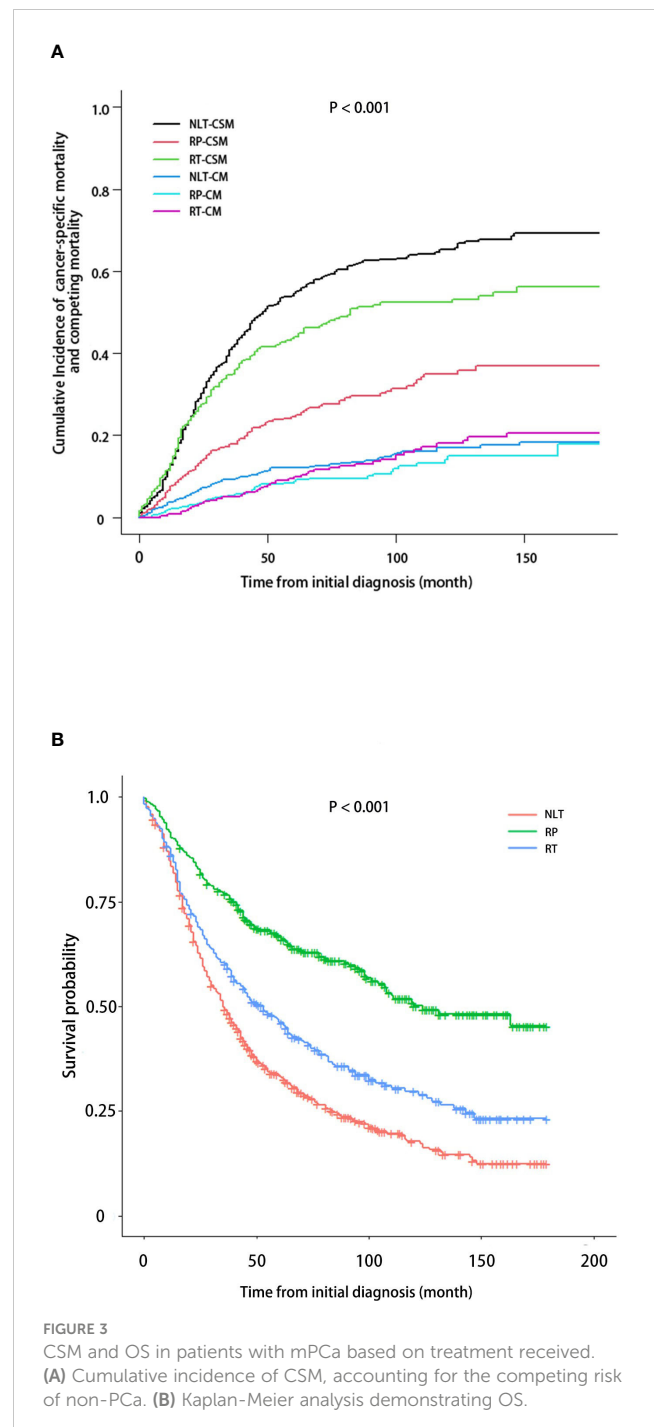 A
P < 0.001
1.0
0.8
0.6
0.4
0.2
0
NLT-CSM
RP-CSM
RT-CSM
NLT-CM
RP-CM
RT-CM
Cumulative Incidence of cancer-specific mortality
and competing mortality
0 50 100 150
Time from initial diagnosis (month)
B
P < 0.001
1.0
0.75
0.50
0.25
0
NLT
RP
RT
Survival probability
0 50 100 150 200
Time from initial diagnosis (month)
FIGURE 3
CSM and OS in patients with mPCa based on treatment received.
(A) Cumulative incidence of CSM, accounting for the competing risk
of non-PCa. (B) Kaplan-Meier analysis demonstrating OS.